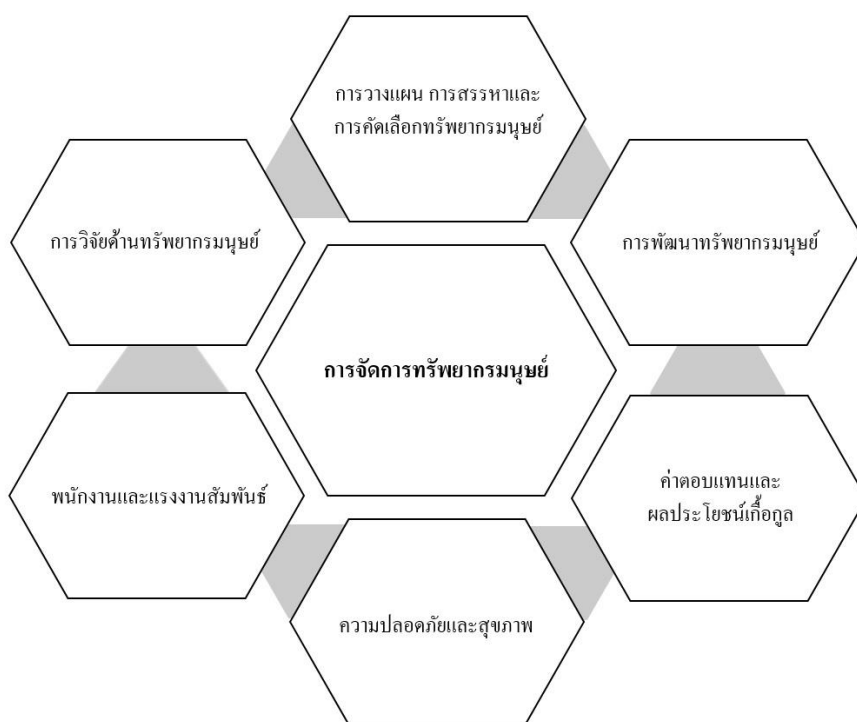 การวางแผน การสรรหาและ
การคัดเลือกทรัพยากรมนุษย์
การวิจัยด้านทรัพยากรมนุษย์
การพัฒนาทรัพยากรมนุษย์
การจัดการทรัพยากรมนุษย์
พนักงานและแรงงานสัมพันธ์
ค่าตอบแทนและ
ผลประโยชน์เกื้อกูล
ความปลอดภัยและสุขภาพ